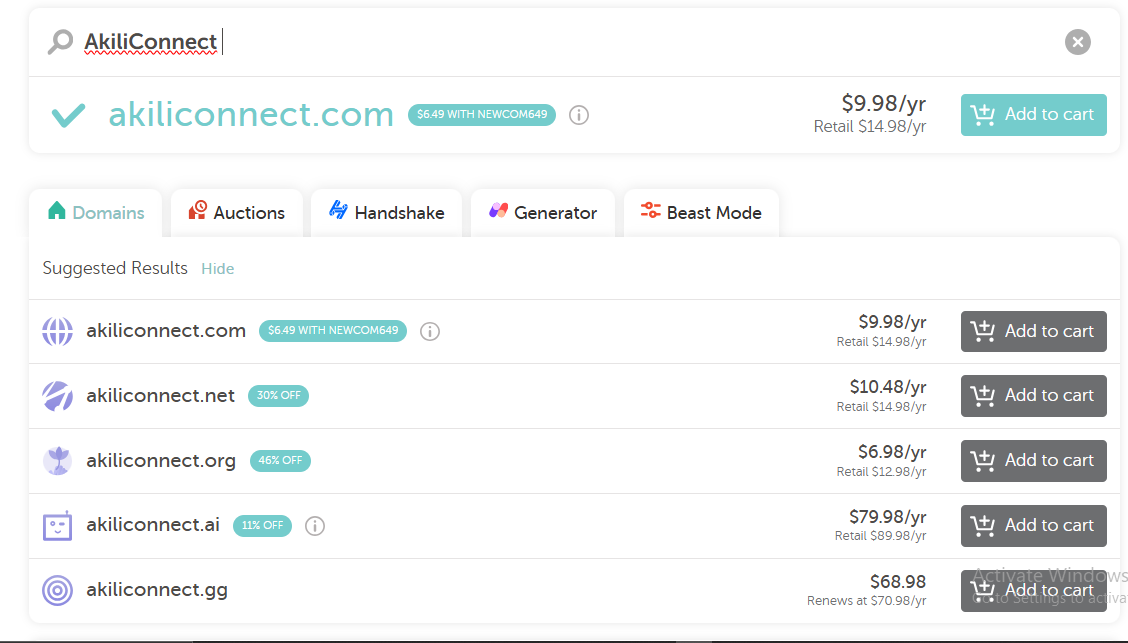 AkiliConnect
akiliconnect.com $6.49 WITH NEWCOM649 $9.98/yr Add to cart
Retail $14.98/yr
Domains Auctions Handshake Generator Beast Mode
Suggested Results Hide
akiliconnect.com $6.49 WITH NEWCOM649 $9.98/yr Add to cart
Retail $14.98/yr
akiliconnect.net 30% OFF $10.48/yr Add to cart
Retail $14.98/yr
akiliconnect.org 46% OFF $6.98/yr Add to cart
Retail $12.98/yr
akiliconnect.ai 11% OFF $79.98/yr Add to cart
Retail $89.98/yr
akiliconnect.gg $68.98 Add to cart
Renews at $70.98/yr
Activate Windows
Go to Settings to activa